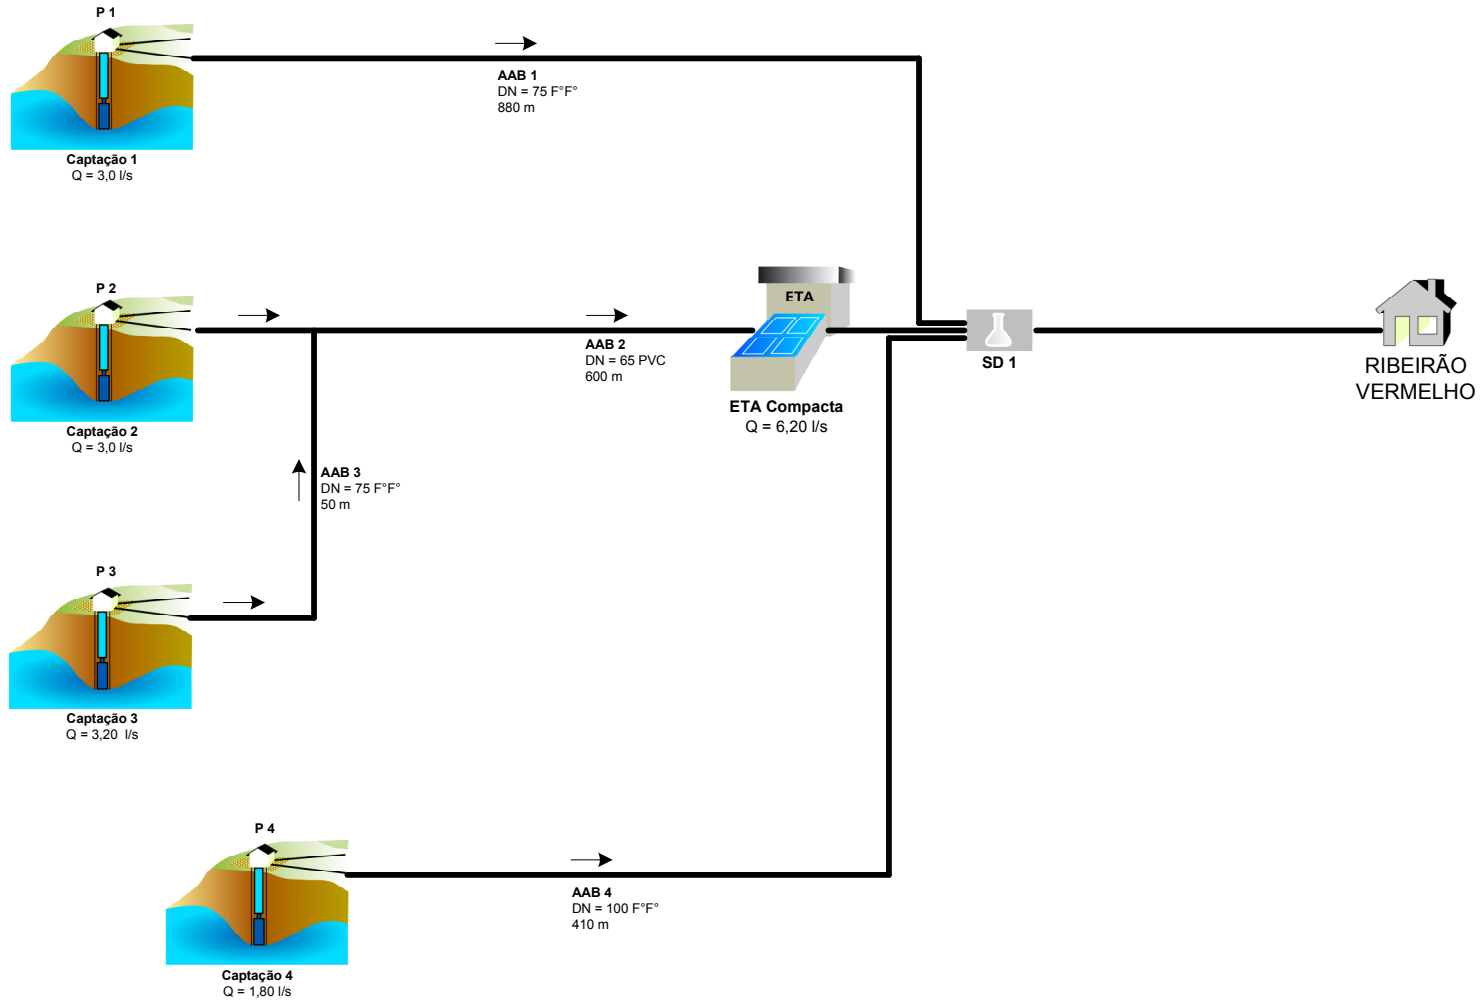 P 1
AAB 1
DN = 75 F°F°
880 m
Captação 1
Q = 3,0 l/s
P 2
ETA
AAB 2
DN = 65 PVC
600 m
SD 1
RIBEIRÃO
VERMELHO
ETA Compacta
Q = 6,20 l/s
Captação 2
Q = 3,0 l/s
AAB 3
DN = 75 F°F°
50 m
P 3
Captação 3
Q = 3,20 l/s
P 4
AAB 4
DN = 100 F°F°
410 m
Captação 4
Q = 1,80 l/s